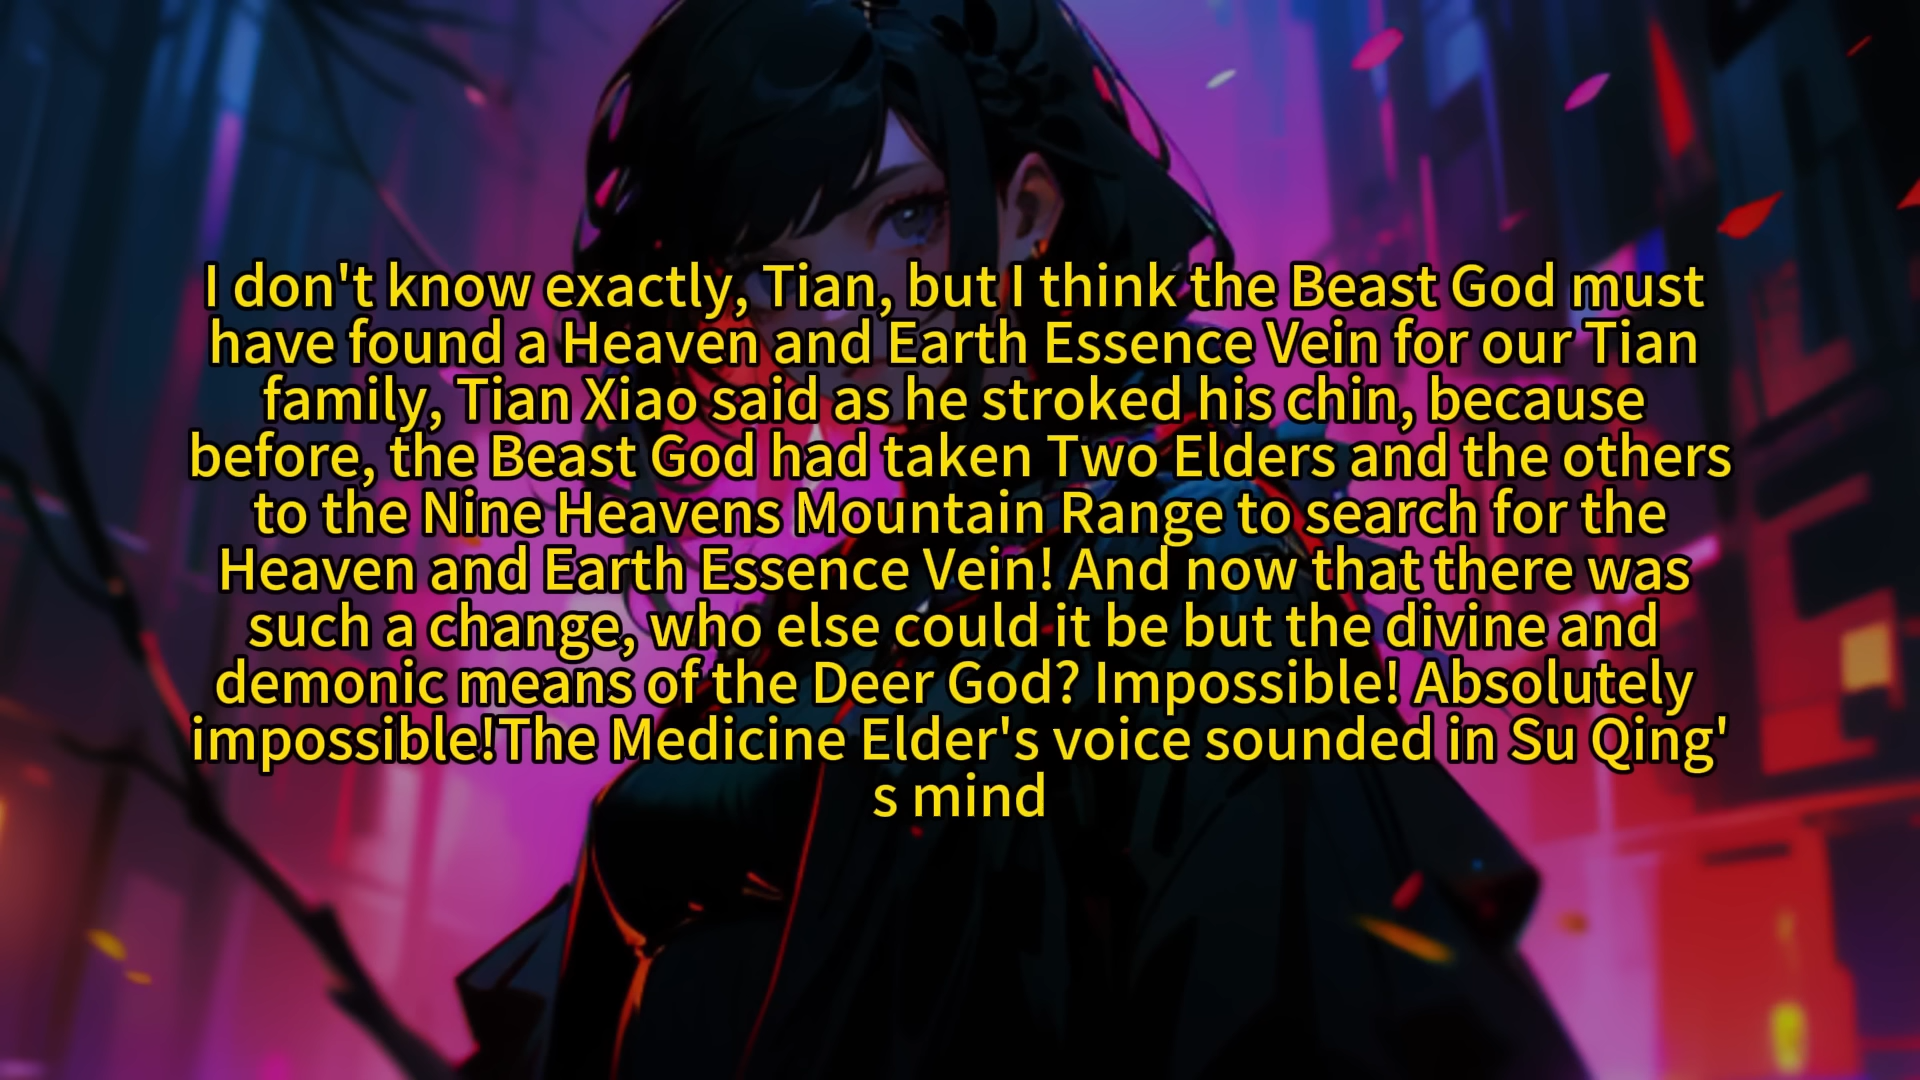 I don't know exactly, Tian, but I think the Beast God must
have found a Heaven and Earth Essence Vein for our Tian
family, Tian Xiao said as he stroked his chin, because
before, the Beast God had taken Two Elders and the others
to the Nine Heavens Mountain Range to search for the
Heaven and Earth Essence Vein! And now that there was
such a change, who else could it be but the divine and
demonic means of the Deer God? Impossible! Absolutely
impossible!The Medicine Elder's voice sounded in Su Qing'
s mind